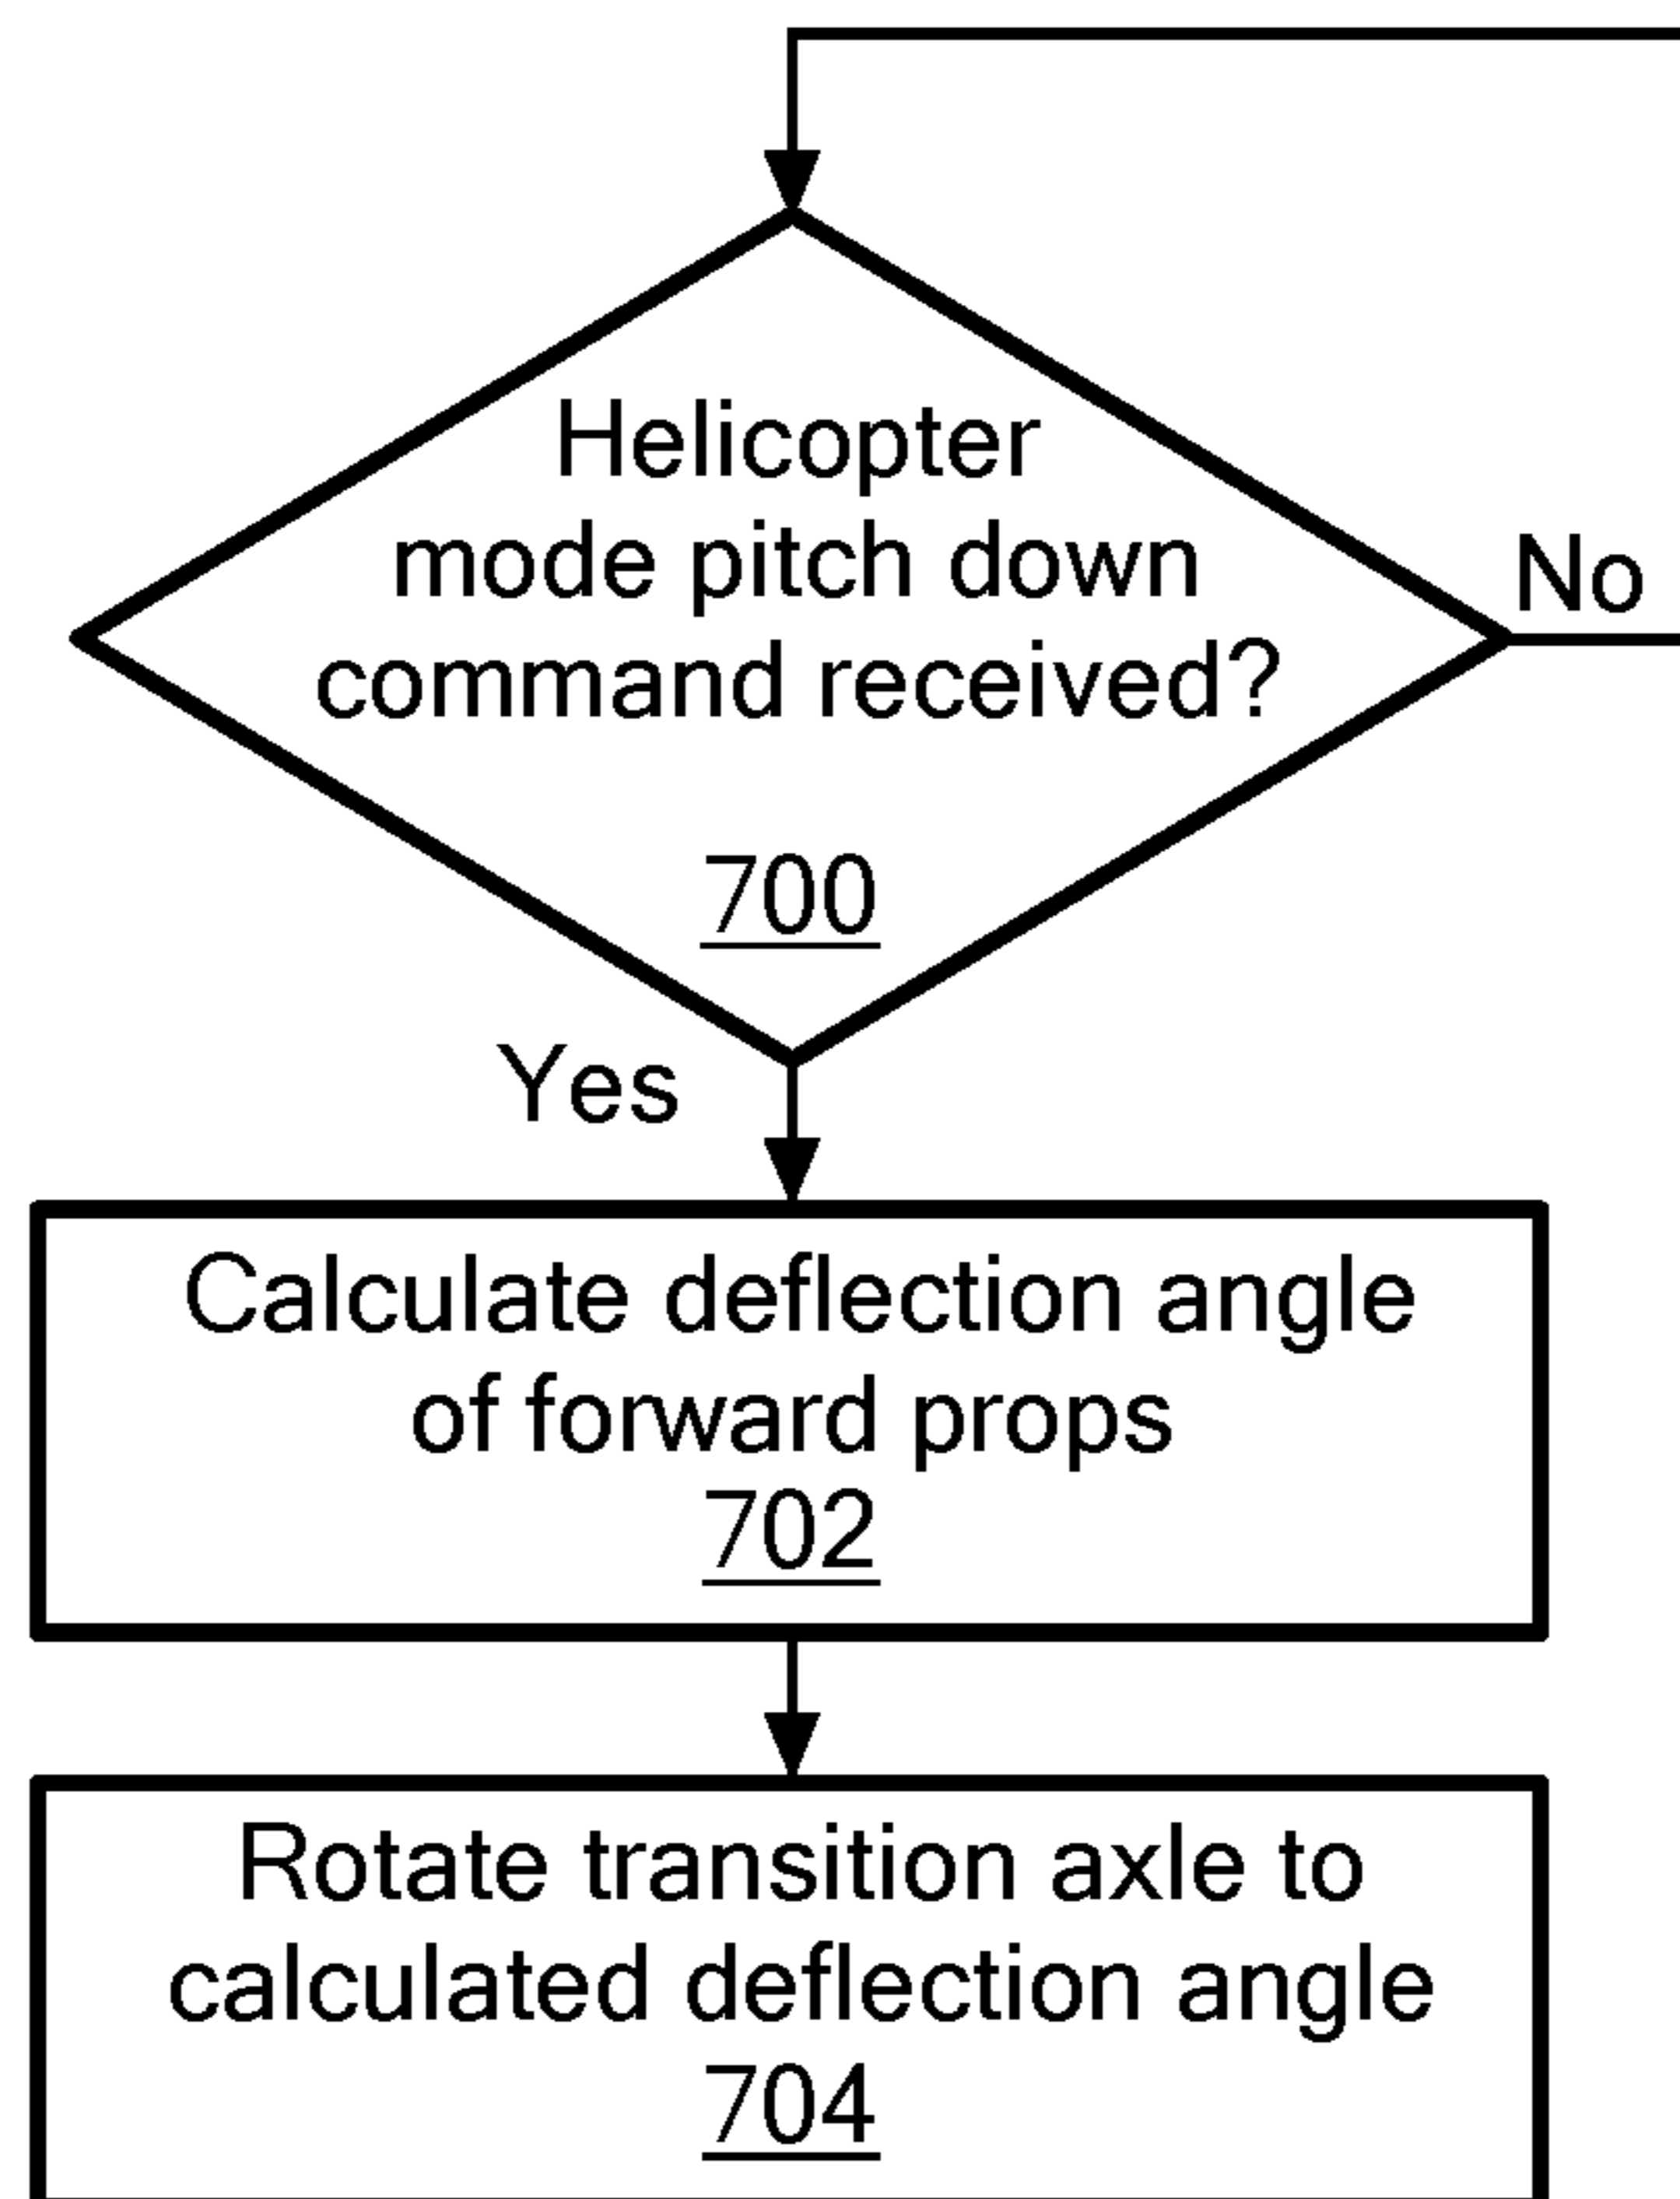 Helicopter
mode pitch down
command received?
No
700
Yes
Calculate deflection angle
of forward props
702
Rotate transition axle to
calculated deflection angle
704